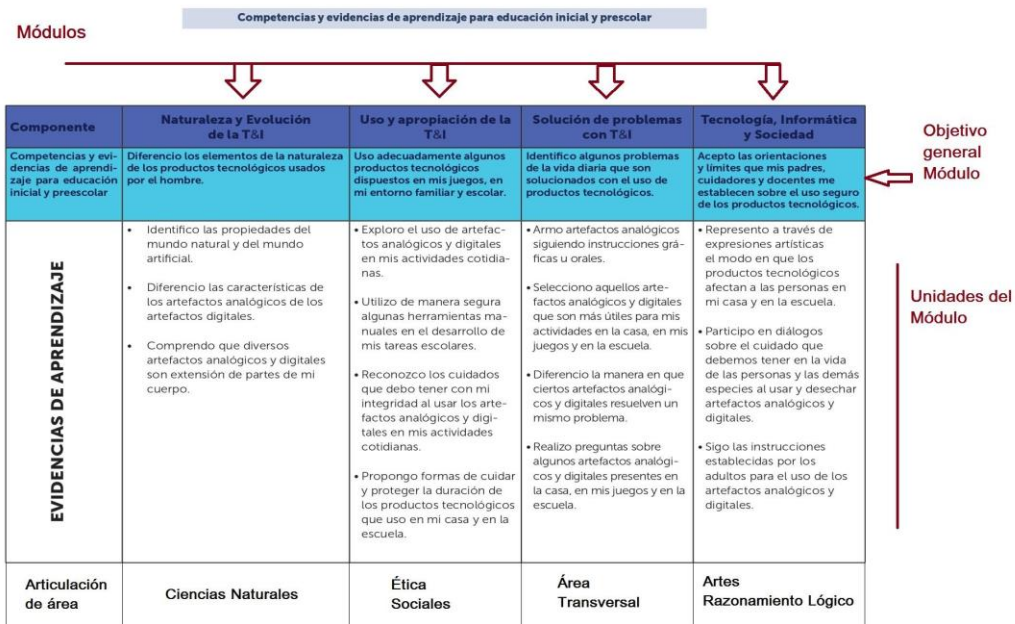 Competencias y evidencias de aprendizaje para educación inicial y prescolar
Módulos
Componente
Naturaleza y Evolución
de la T&I
Uso y apropiación de la
T&I
Solución de problemas
con T&I
Tecnología, Informática
y Sociedad
Objetivo
general
Módulo
Competencias y evi-
dencias de aprendi-
zaje para educación
inicial y preescolar
Diferencio los elementos de la naturaleza
de los productos tecnológicos usados
por el hombre.
Uso adecuadamente algunos
productos tecnológicos
dispuestos en mis juegos, en
mi entorno familiar y escolar.
Identifico algunos problemas
de la vida diaria que son
solucionados con el uso de
productos tecnológicos.
Acepto las orientaciones
y límites que mis padres,
cuidadores y docentes me
establecen sobre el uso seguro
de los productos tecnológicos.
EVIDENCIAS DE APRENDIZAJE
• Identifico las propiedades del
mundo natural y del mundo
artificial.
• Diferencio las características de
los artefactos analógicos de los
artefactos digitales.
• Comprendo que diversos
artefactos analógicos y digitales
son extensión de partes de mi
cuerpo.
• Exploro el uso de artefac-
tos analógicos y digitales
en mis actividades cotidia-
nas.
• Utilizo de manera segura
algunas herramientas ma-
nuales en el desarrollo de
mis tareas escolares.
• Reconozco los cuidados
que debo tener con mi
integridad al usar los arte-
factos analógicos y digi-
tales en mis actividades
cotidianas.
• Propongo formas de cuidar
y proteger la duración de
los productos tecnológicos
que uso en mi casa y en la
escuela.
• Armo artefactos analógicos
siguiendo instrucciones grá-
ficas u orales.
• Selecciono aquellos arte-
factos analógicos y digitales
que son más útiles para mis
actividades en la casa, en mis
juegos y en la escuela.
• Diferencio la manera en que
ciertos artefactos analógi-
cos y digitales resuelven un
mismo problema.
• Realizo preguntas sobre
algunos artefactos analógi-
cos y digitales presentes en
la casa, en mis juegos y en la
escuela.
• Represento a través de
expresiones artísticas
el modo en que los
productos tecnológicos
afectan a las personas en
mi casa y en la escuela.
• Participo en diálogos
sobre el cuidado que
debemos tener en la vida
de las personas y las demás
especies al usar y desechar
artefactos analógicos y
digitales.
• Sigo las instrucciones
establecidas por los
adultos para el uso de los
artefactos analógicos y
digitales.
Unidades del
Módulo
Articulación
de área
Ciencias Naturales
Ética
Sociales
Área
Transversal
Artes
Razonamiento Lógico